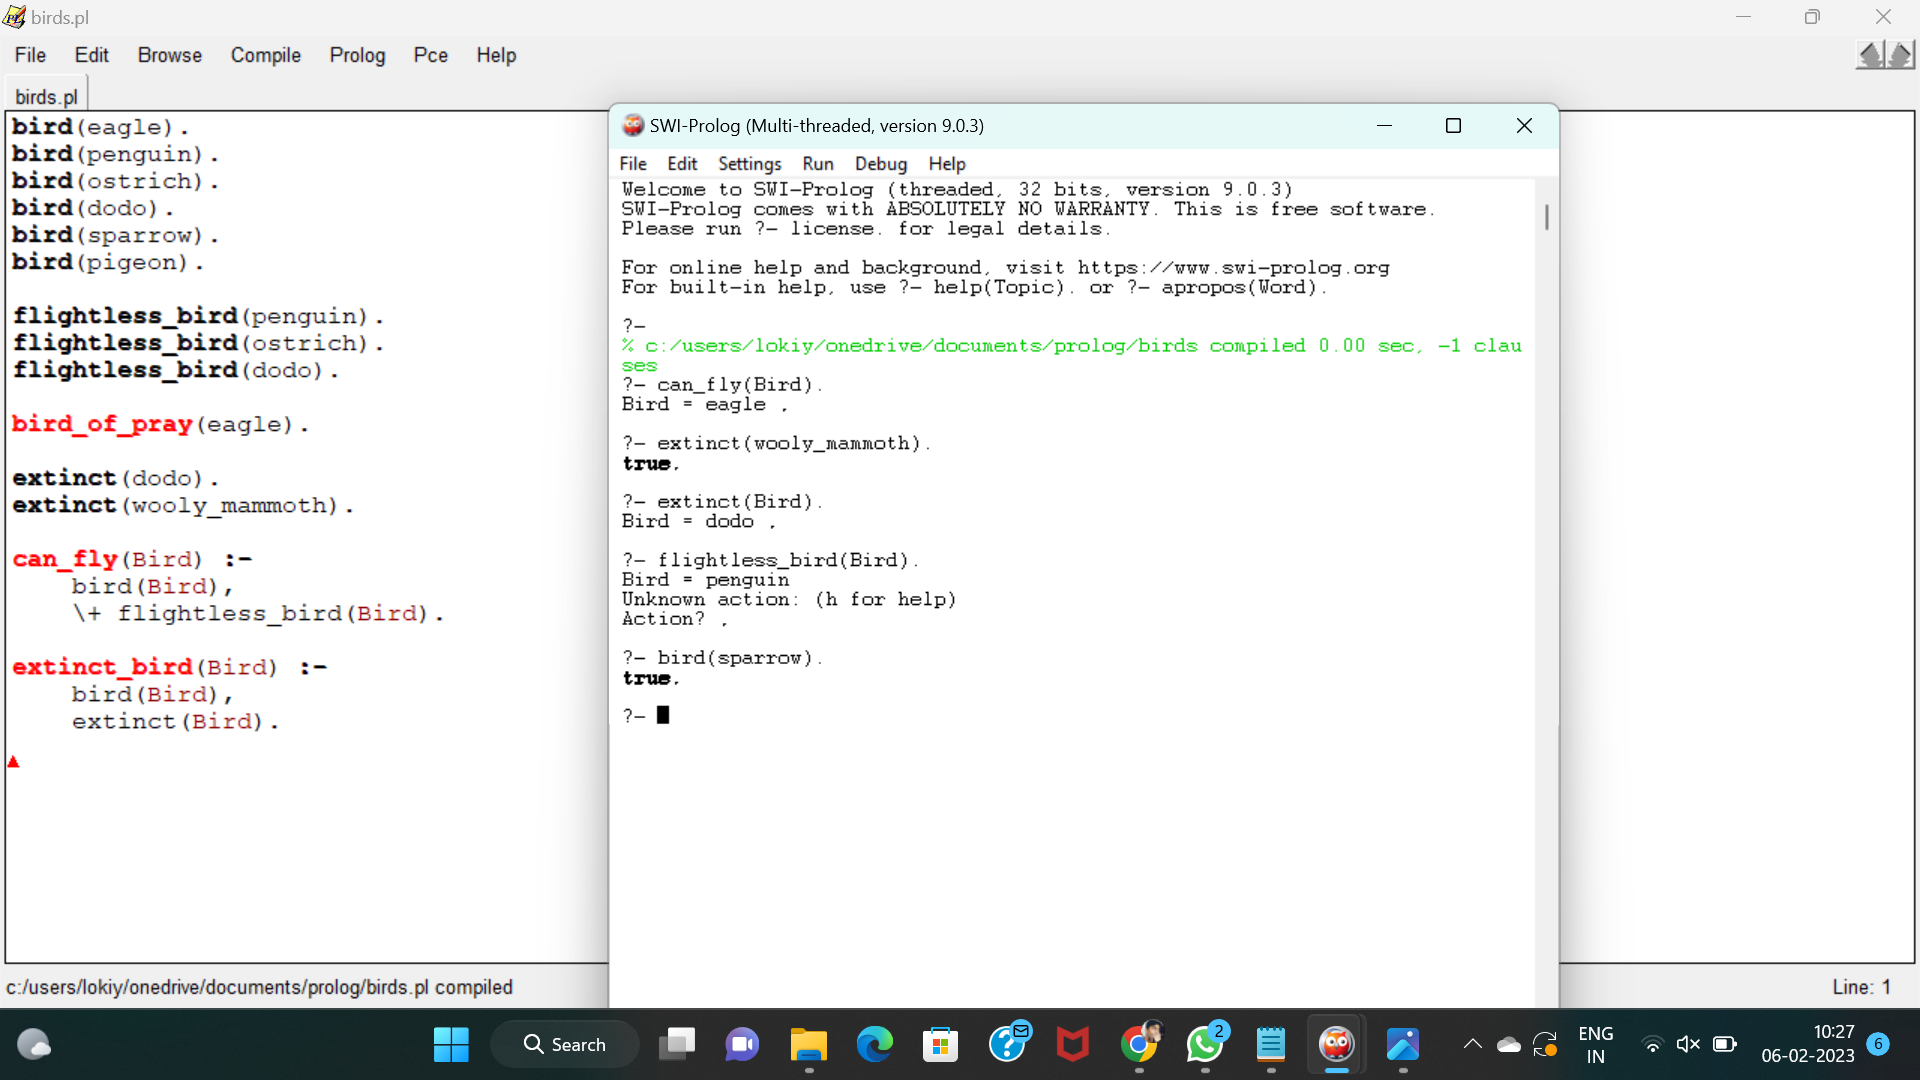 birds.pl
File Edit Browse Compile Prolog Pce Help
birds.pl
bird(eagle).
bird(penguin).
bird(ostrich).
bird(dodo).
bird(sparrow).
bird(pigeon).
flightless_bird(penguin).
flightless_bird(ostrich).
flightless_bird(dodo).
bird_of_pray(eagle).
extinct(dodo).
extinct(wooly_mammoth).
can_fly(Bird) :-
bird(Bird),
\+ flightless_bird(Bird).
extinct_bird(Bird) :-
bird(Bird),
extinct(Bird).
SWI-Prolog (Multi-threaded, version 9.0.3)
File Edit Settings Run Debug Help
Welcome to SWI-Prolog (threaded, 32 bits, version 9.0.3)
SWI-Prolog comes with ABSOLUTELY NO WARRANTY. This is free software.
Please run ?- license. for legal details.
For online help and background, visit https://www.swi-prolog.org
For built-in help, use ?- help(Topic). or ?- apropos(Word).
?-
% c:/users/lokiy/onedrive/documents/prolog/birds compiled 0.00 sec, -1 clau
ses
?- can_fly(Bird).
Bird = eagle .
?- extinct(wooly_mammoth).
true.
?- extinct(Bird).
Bird = dodo .
?- flightless_bird(Bird).
Bird = penguin
Unknown action: (h for help)
Action? .
?- bird(sparrow).
true.
?-
c:/users/lokiy/onedrive/documents/prolog/birds.pl compiled
Line: 1
Search
2
ENG
IN
10:27
06-02-2023
6